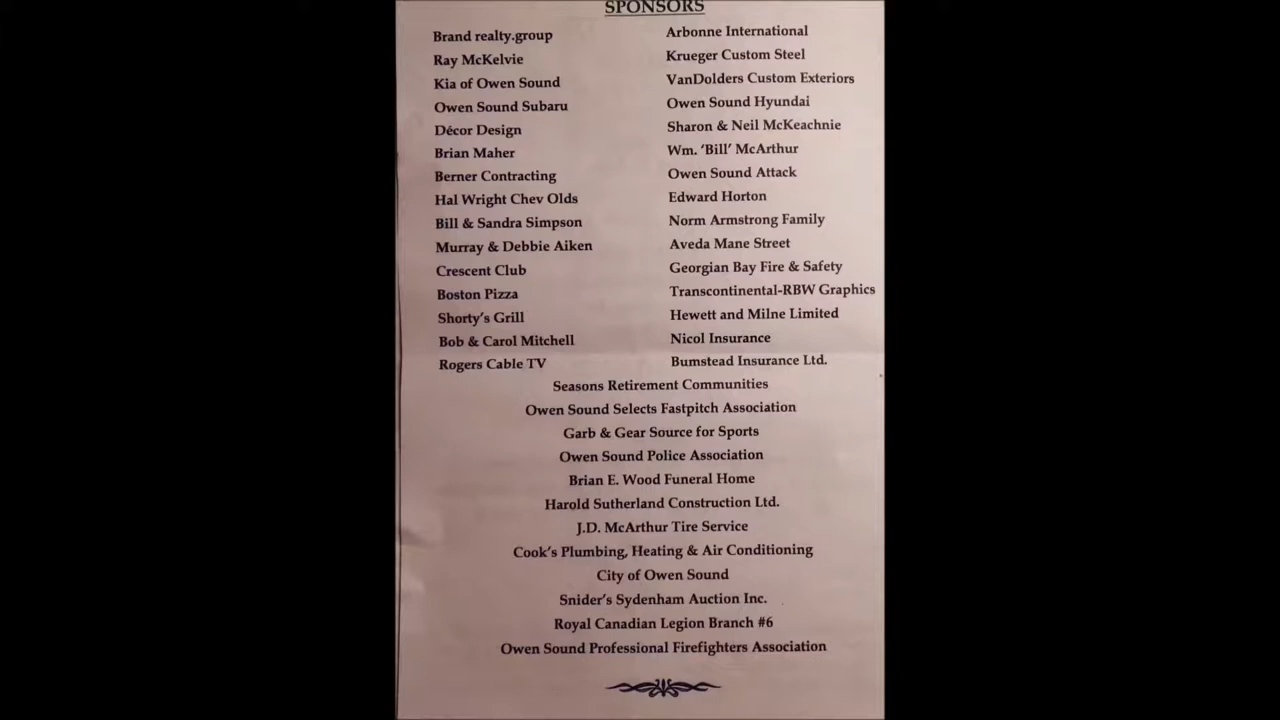 SPONSORS
Brand realty.group
Ray McKelvie
Kia of Owen Sound
Owen Sound Subaru
Décor Design
Brian Maher
Berner Contracting
Hal Wright Chev Olds
Bill & Sandra Simpson
Murray & Debbie Aiken
Crescent Club
Boston Pizza
Shorty's Grill
Bob & Carol Mitchell
Rogers Cable TV
Arbonne International
Krueger Custom Steel
VanDolders Custom Exteriors
Owen Sound Hyundai
Sharon & Neil McKeachnie
Wm. 'Bill' McArthur
Owen Sound Attack
Edward Horton
Norm Armstrong Family
Aveda Mane Street
Georgian Bay Fire & Safety
Transcontinental-RBW Graphics
Hewett and Milne Limited
Nicol Insurance
Bumstead Insurance Ltd.
Seasons Retirement Communities
Owen Sound Selects Fastpitch Association
Garb & Gear Source for Sports
Owen Sound Police Association
Brian E. Wood Funeral Home
Harold Sutherland Construction Ltd.
J.D. McArthur Tire Service
Cook's Plumbing, Heating & Air Conditioning
City of Owen Sound
Snider's Sydenham Auction Inc.
Royal Canadian Legion Branch #6
Owen Sound Professional Firefighters Association